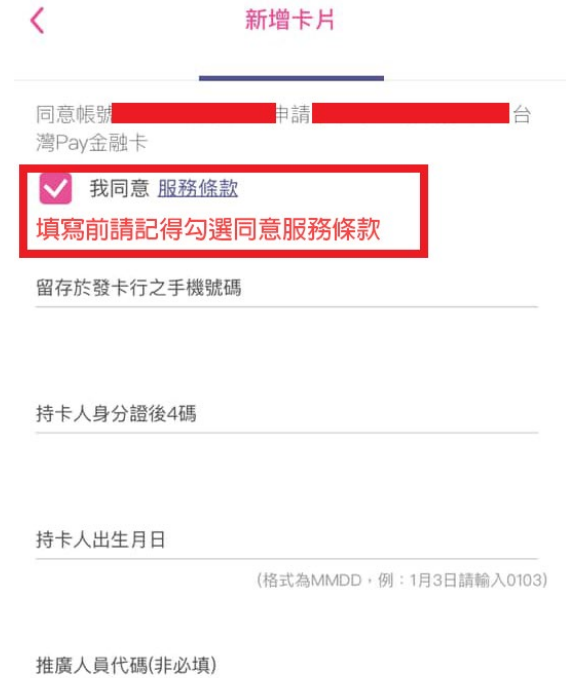 新增卡片
同意帳號 申請 台
灣Pay金融卡
我同意 服務條款
填寫前請記得勾選同意服務條款
留存於發卡行之手機號碼
持卡人身分證後4碼
持卡人出生月日
(格式為MMDD，例：1月3日請輸入0103)
推廣人員代碼(非必填)